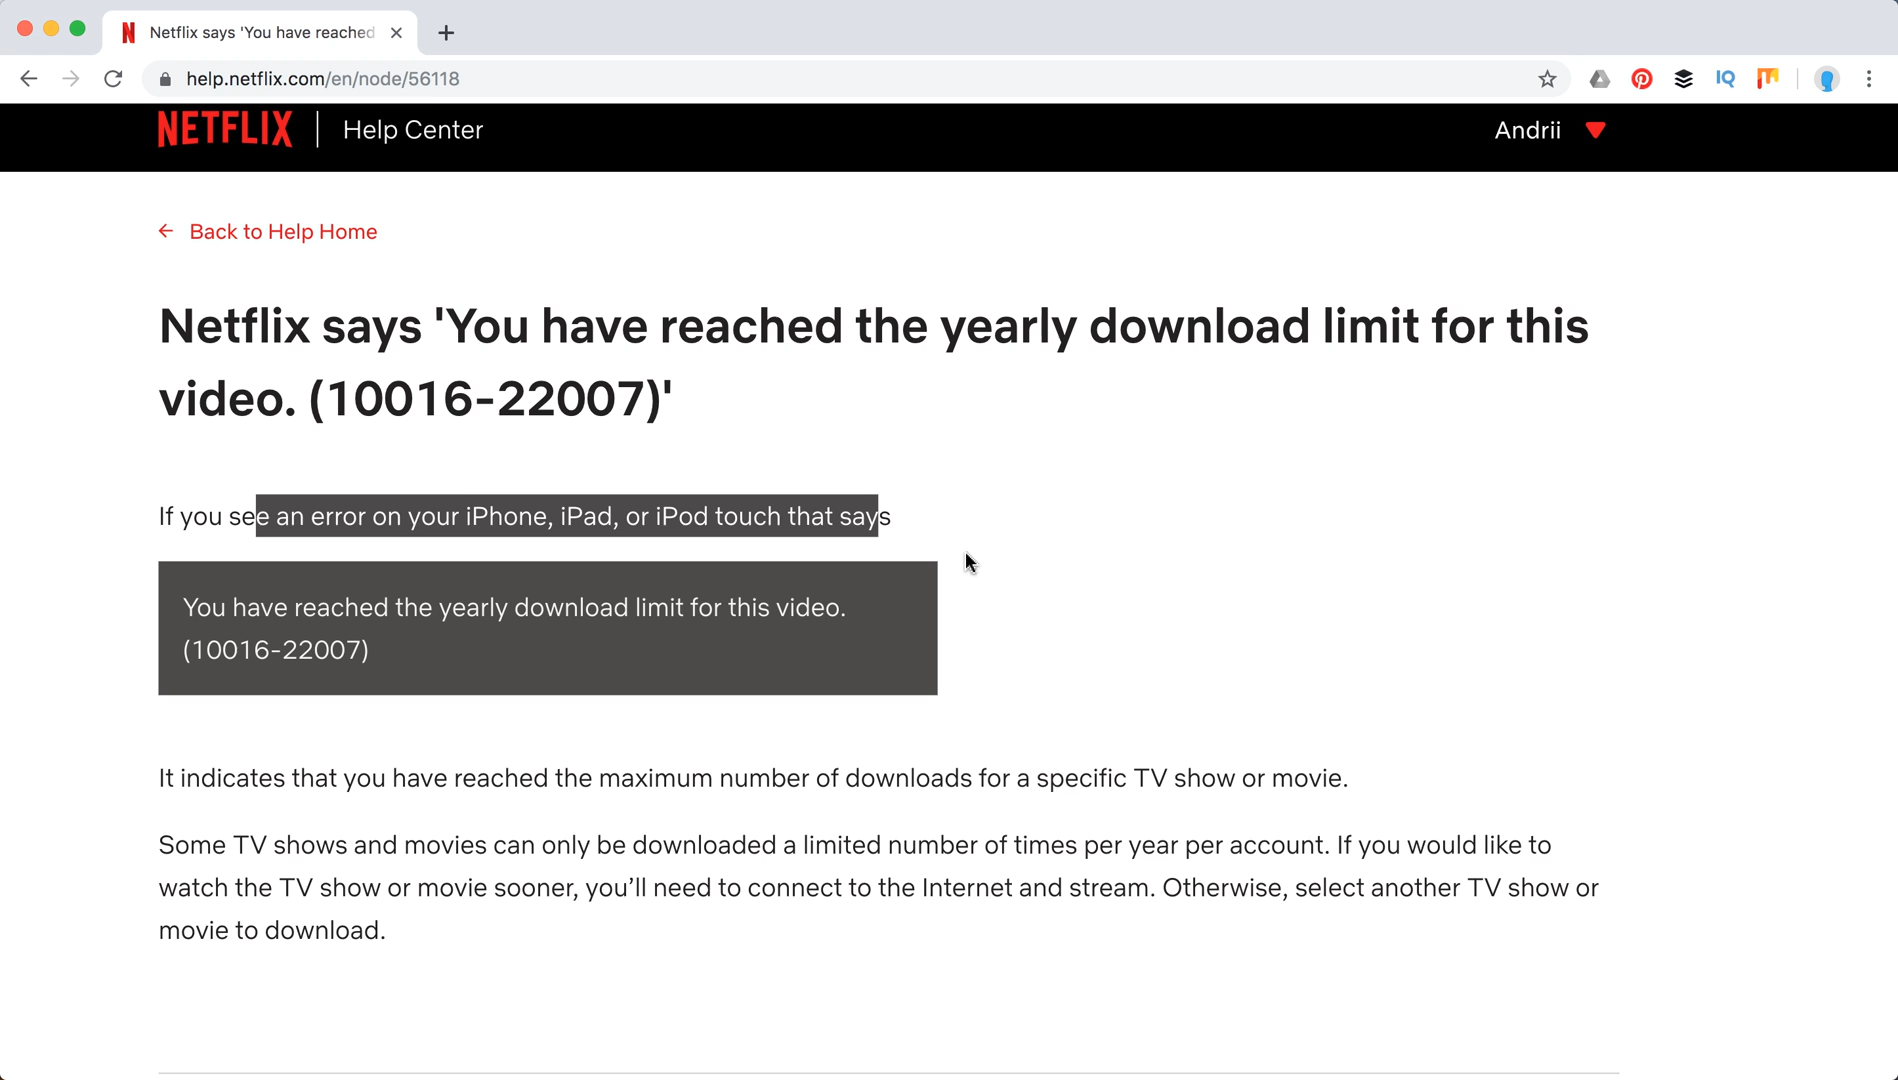 Netflix says 'You have reached
help.netflix.com/en/node/56118
IQ
NETFLIX | Help Center
Andrii
← Back to Help Home
Netflix says 'You have reached the yearly download limit for this
video. (10016-22007)'
If you see an error on your iPhone, iPad, or iPod touch that says
You have reached the yearly download limit for this video.
(10016-22007)
It indicates that you have reached the maximum number of downloads for a specific TV show or movie.
Some TV shows and movies can only be downloaded a limited number of times per year per account. If you would like to
watch the TV show or movie sooner, you’ll need to connect to the Internet and stream. Otherwise, select another TV show or
movie to download.